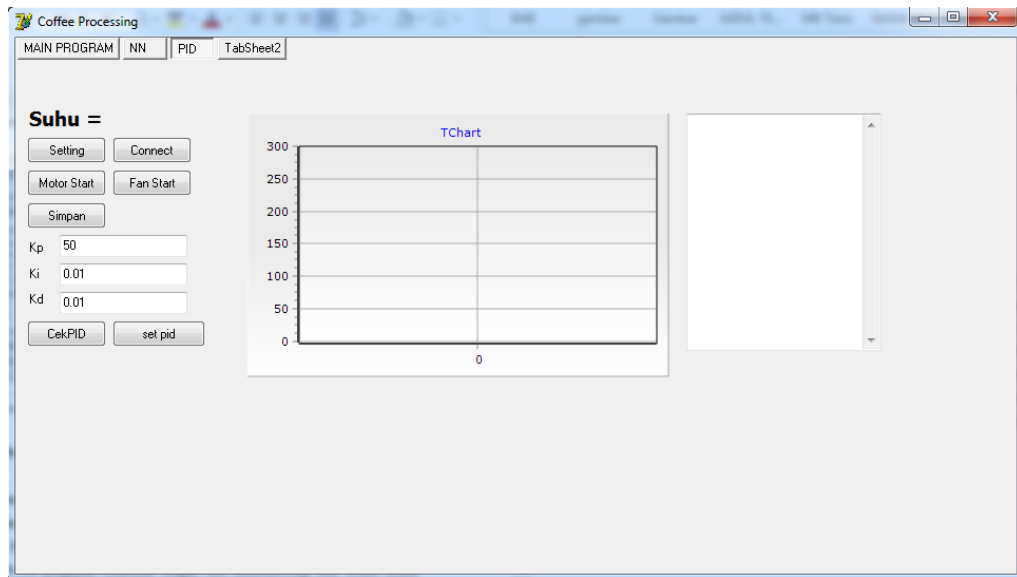 Coffee Processing
MAIN PROGRAM NN PID TabSheet2
Suhu =
Setting Connect
Motor Start Fan Start
Simpan
Kp 50
Ki 0.01
Kd 0.01
CekPID set pid
TChart
300
250
200
150
100
50
0
0